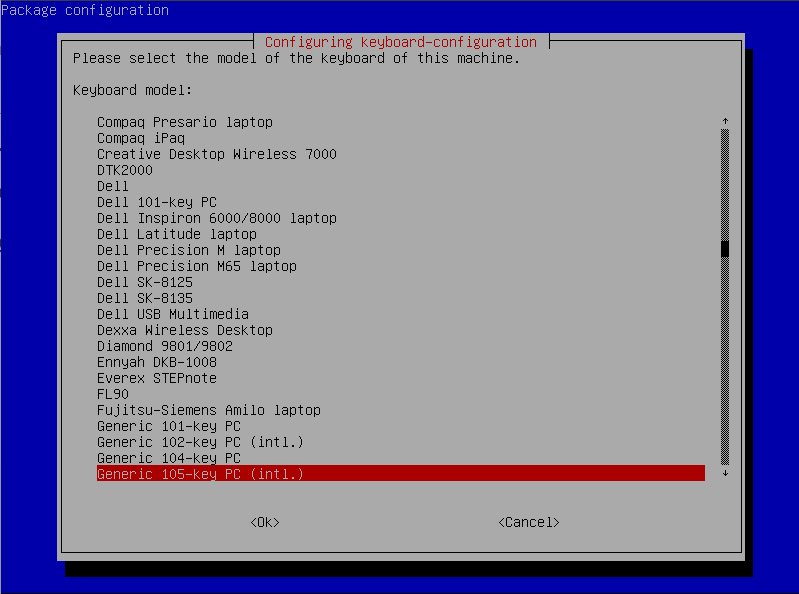 Package configuration
Configuring keyboard-configuration
Please select the model of the keyboard of this machine.
Keyboard model:
Compaq Presario laptop
Compaq iPaq
Creative Desktop Wireless 7000
DTK2000
Dell
Dell 101-key PC
Dell Inspiron 6000/8000 laptop
Dell Latitude laptop
Dell Precision M laptop
Dell Precision M65 laptop
Dell SK-8125
Dell SK-8135
Dell USB Multimedia
Dexxa Wireless Desktop
Diamond 9801/9802
Ennyah DKB-1008
Everex STEPnote
FL90
Fujitsu-Siemens Amilo laptop
Generic 101-key PC
Generic 102-key PC (intl.)
Generic 104-key PC
Generic 105-key PC (intl.)
<Ok> <Cancel>